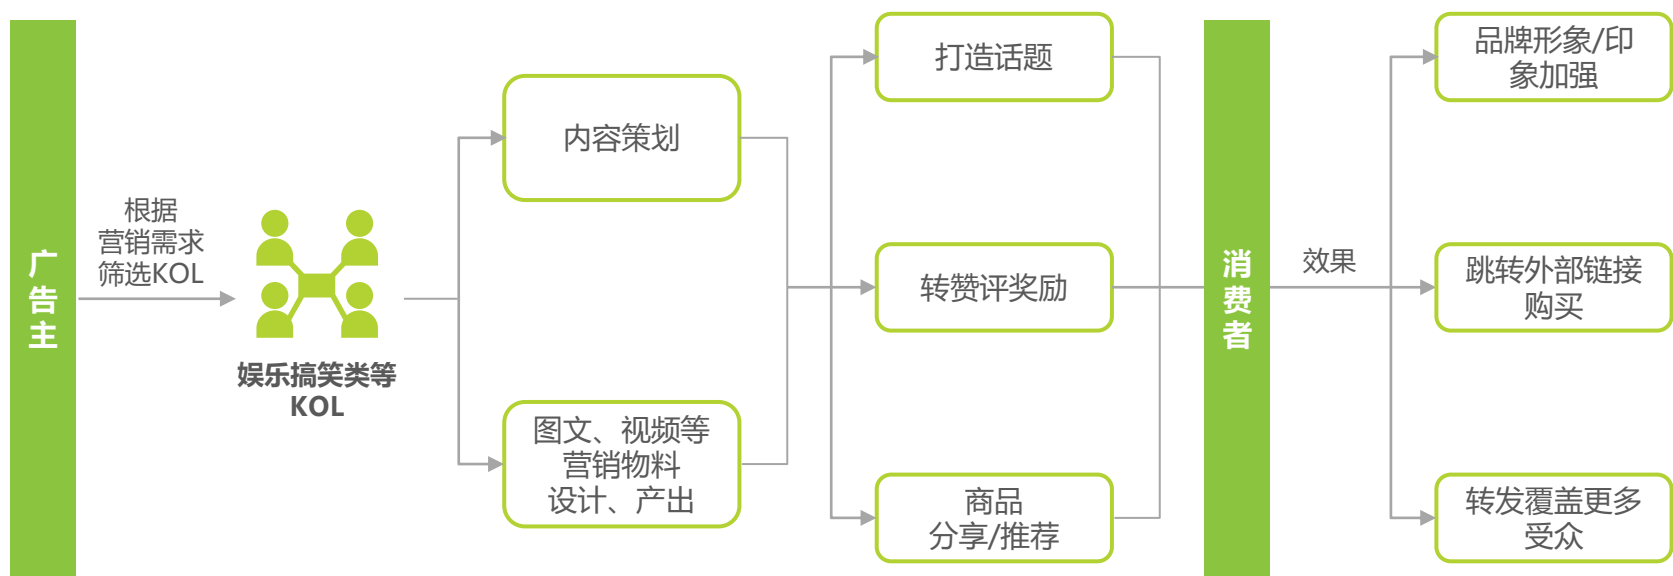 广
告
主
根据
营销需求
筛选KOL
娱乐搞笑类等
KOL
内容策划
图文、视频等
营销物料
设计、产出
打造话题
转赞评奖励
商品
分享/推荐
消
费
者
效果
品牌形象/印
象加强
跳转外部链接
购买
转发覆盖更多
受众